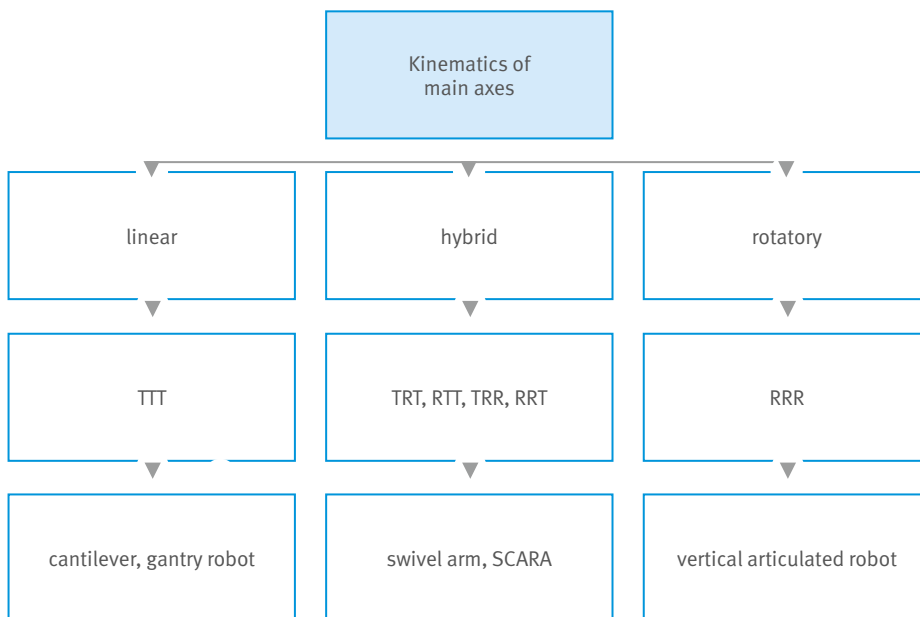 Kinematics of
main axes
linear
hybrid
rotatory
TTT
TRT, RTT, TRR, RRT
RRR
cantilever, gantry robot
swivel arm, SCARA
vertical articulated robot